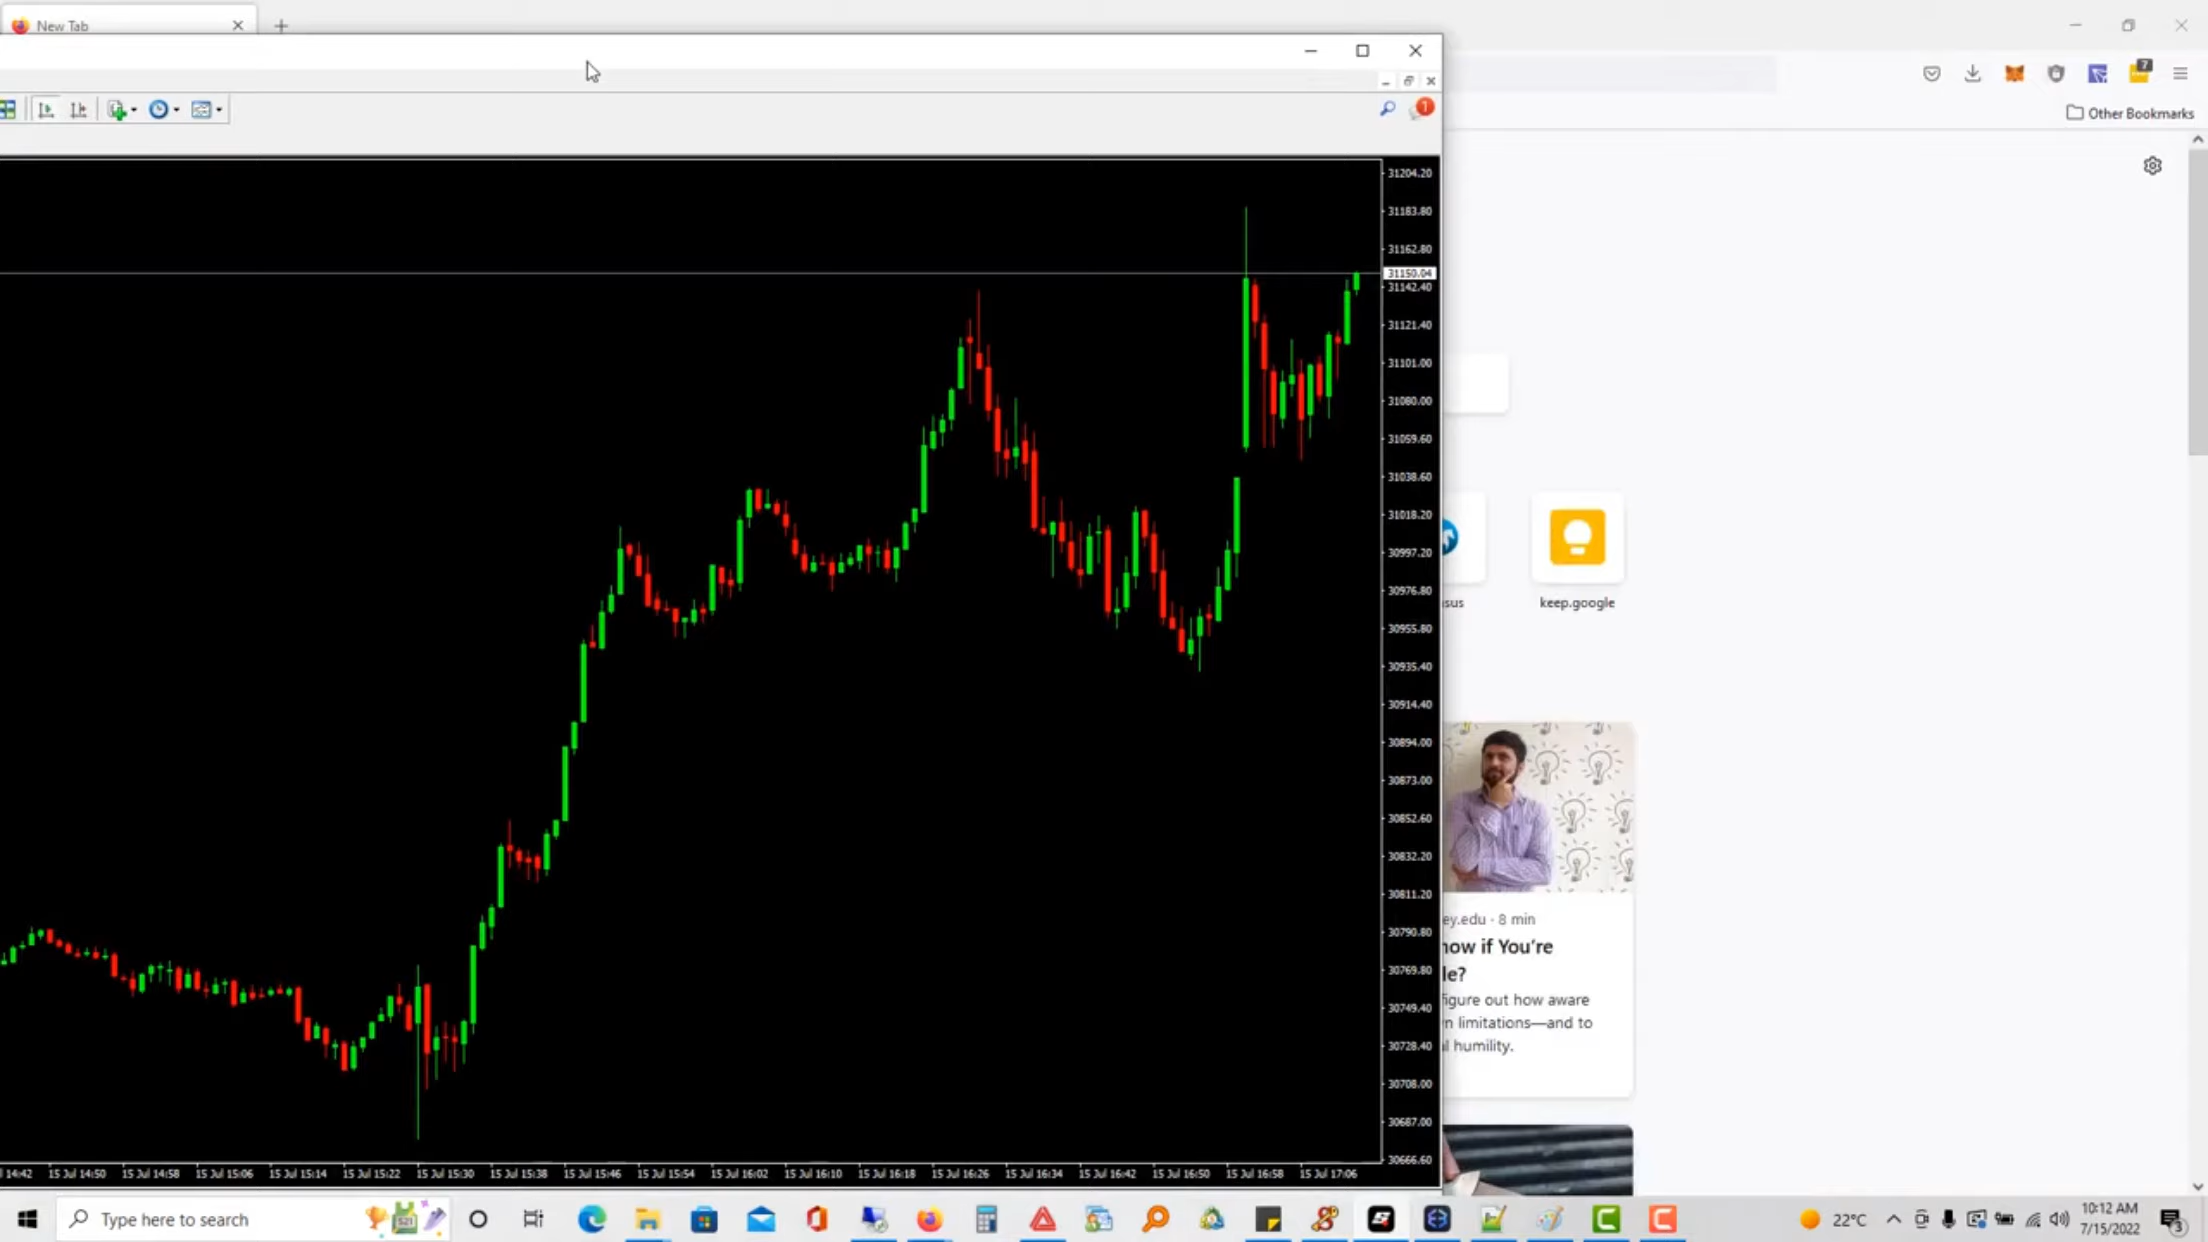 New Tab
7
Other Bookmarks
1
31204.20
31183.80
31162.80
31150.04
31142.40
31121.40
31101.00
31080.00
31059.60
31038.60
31018.20
30997.20
30976.80
30955.80
30935.40
30914.40
30894.00
30873.00
30852.60
30832.20
30811.20
30790.80
30769.80
30749.40
30728.40
30708.00
30687.00
30666.60
sus
keep.google
ey.edu · 8 min
now if You're
le?
figure out how aware
n limitations—and to
l humility.
l 14:42 15 Jul 14:50 15 Jul 14:58 15 Jul 15:06 15 Jul 15:14 15 Jul 15:22 15 Jul 15:30 15 Jul 15:38 15 Jul 15:46 15 Jul 15:54 15 Jul 16:02 15 Jul 16:10 15 Jul 16:18 15 Jul 16:26 15 Jul 16:34 15 Jul 16:42 15 Jul 16:50 15 Jul 16:58 15 Jul 17:06
Type here to search
22°C
10:12 AM
7/15/2022
3